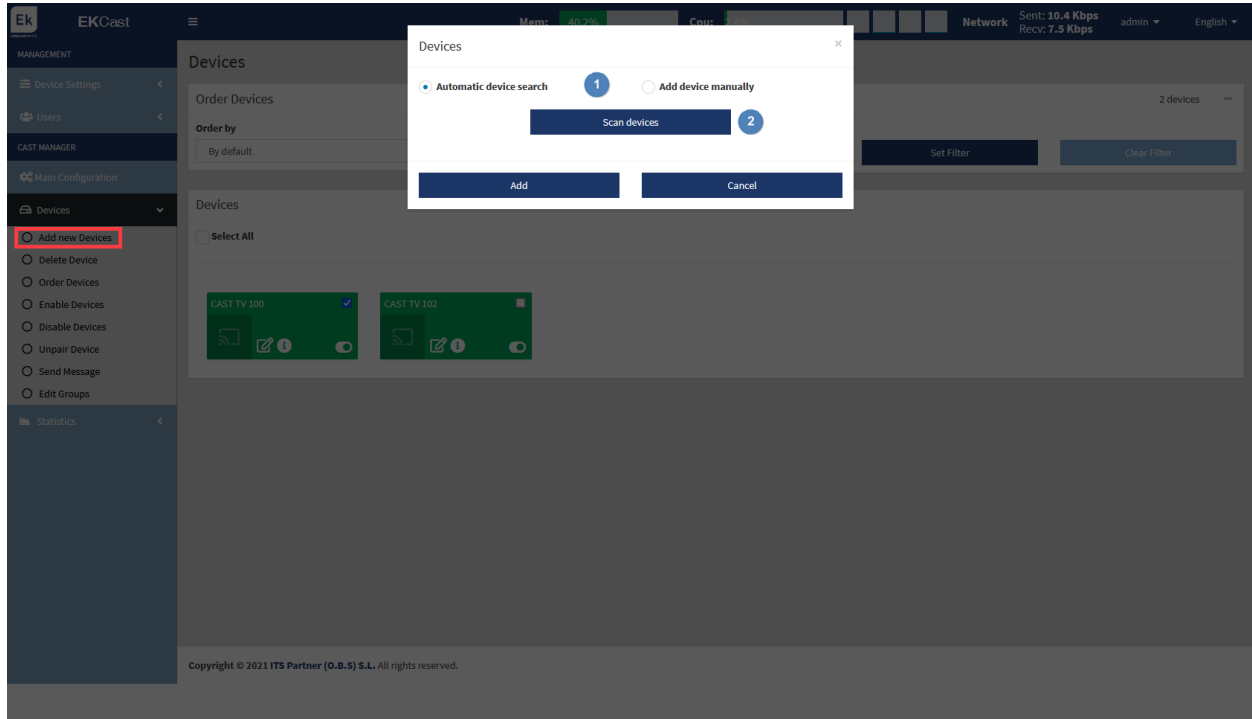 Ek
EKCast
Mem: 40.2%
Cpu:
Network
Sent: 10.4 Kbps
Recv: 7.5 Kbps
admin
English
MANAGEMENT
Device Settings
Users
CAST MANAGER
Main Configuration
Devices
Add new Devices
Delete Device
Order Devices
Enable Devices
Disable Devices
Unpair Device
Send Message
Edit Groups
Statistics
Devices
Order Devices
2 devices
Order by
By default
Set Filter
Clear Filter
Devices
×
Automatic device search
1
Add device manually
Scan devices
2
Add
Cancel
Devices
Select All
CAST TV 100
CAST TV 102
Copyright © 2021 ITS Partner (O.B.S) S.L. All rights reserved.